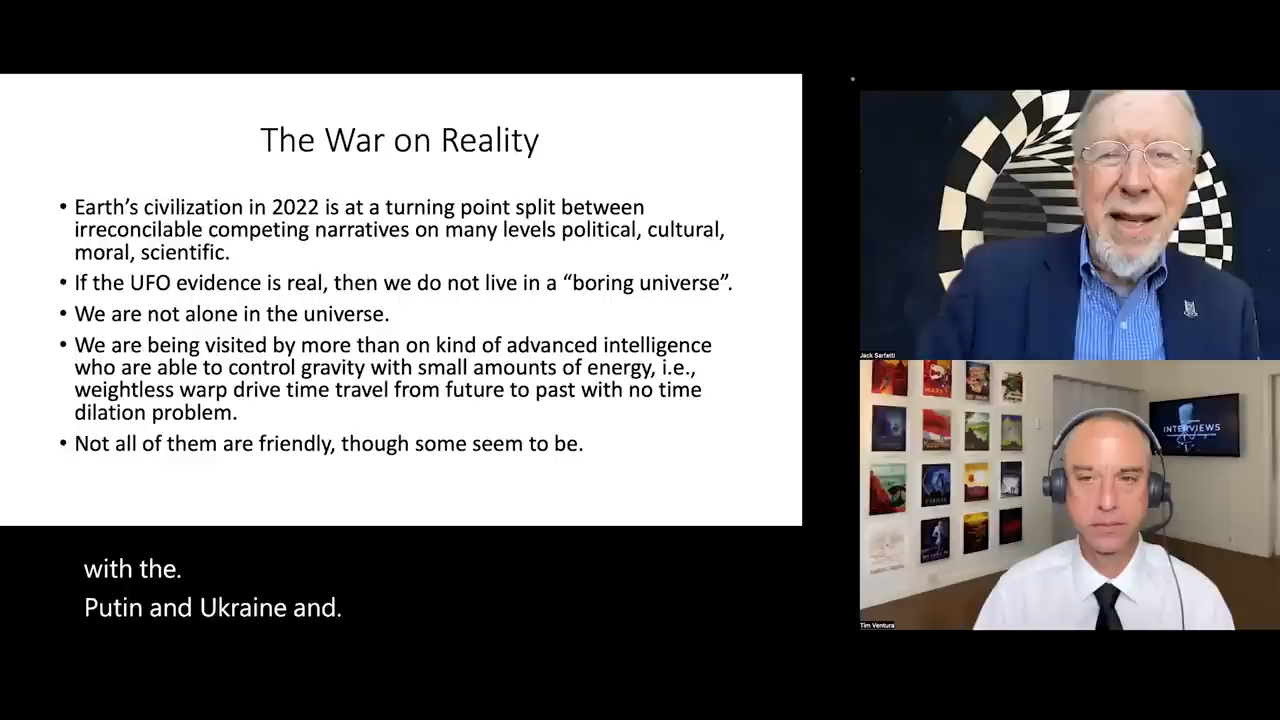 The War on Reality
• Earth's civilization in 2022 is at a turning point split between
irreconcilable competing narratives on many levels political, cultural,
moral, scientific.
• If the UFO evidence is real, then we do not live in a “boring universe”.
• We are not alone in the universe.
• We are being visited by more than on kind of advanced intelligence
who are able to control gravity with small amounts of energy, i.e.,
weightless warp drive time travel from future to past with no time
dilation problem.
• Not all of them are friendly, though some seem to be.
with the.
Putin and Ukraine and.
Jack Sarfatti
INTERVIEWS
Tim Ventura